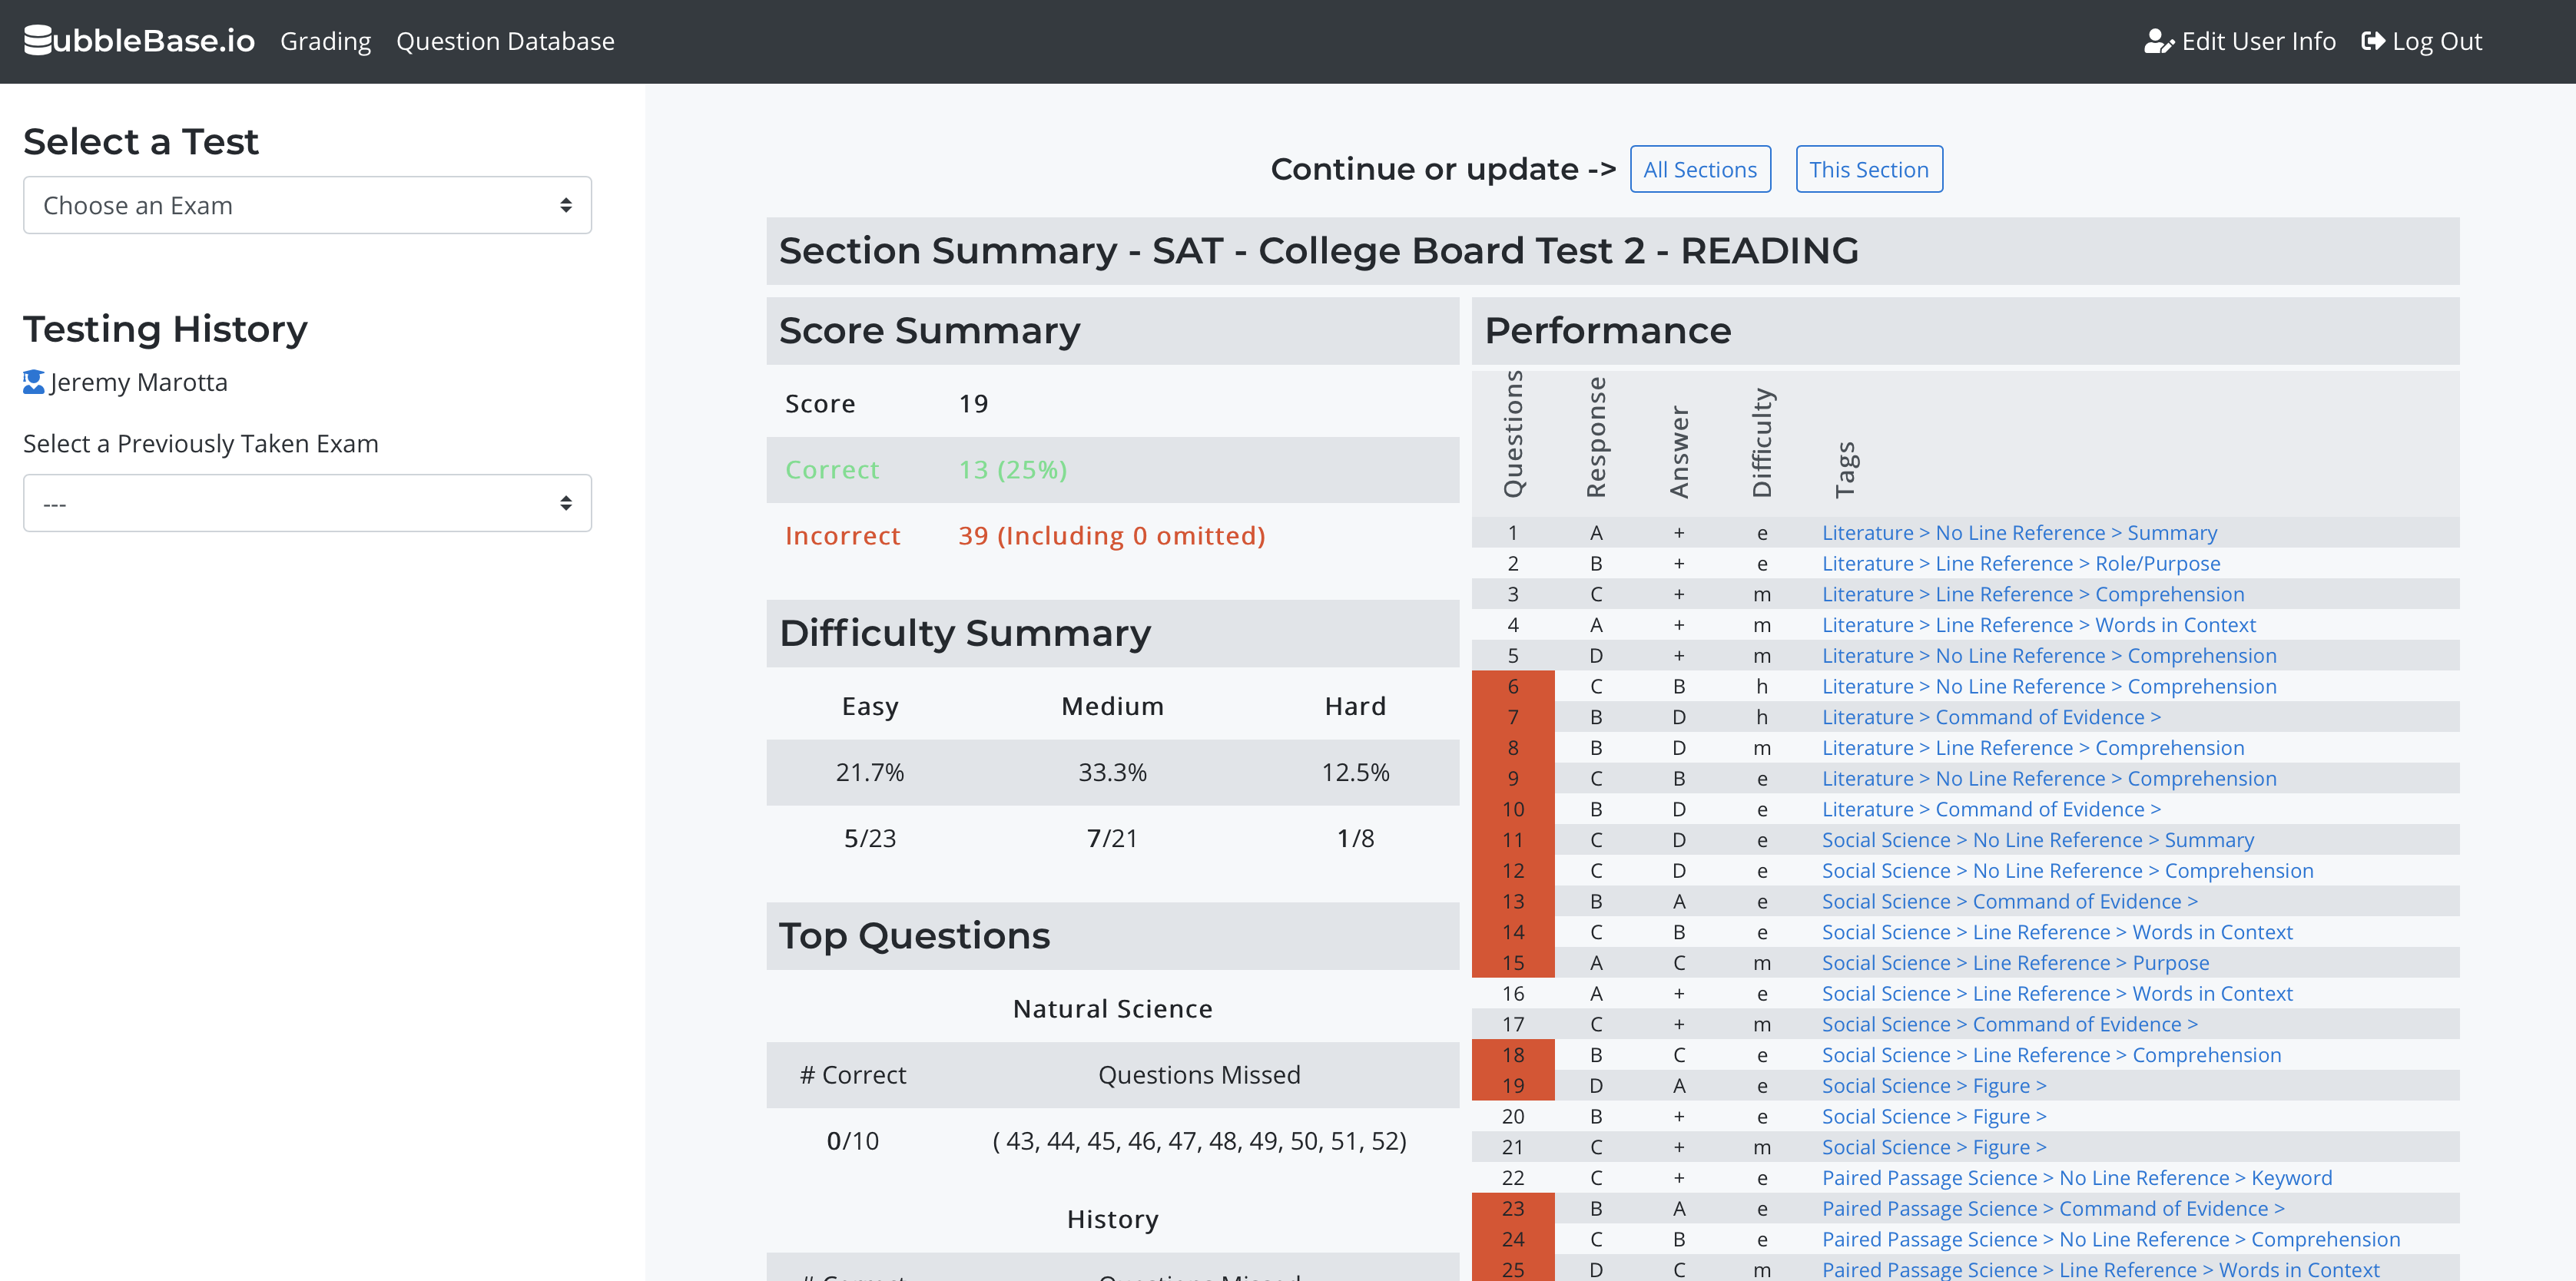 ubbleBase.io Grading Question Database Edit User Info Log Out
Select a Test
Choose an Exam
Testing History
Jeremy Marotta
Select a Previously Taken Exam
---
Continue or update -> All Sections This Section
Section Summary - SAT - College Board Test 2 - READING
Score Summary
Score 19
Correct 13 (25%)
Incorrect 39 (Including 0 omitted)
Difficulty Summary
Easy Medium Hard
21.7% 33.3% 12.5%
5/23 7/21 1/8
Top Questions
Natural Science
# Correct Questions Missed
0/10 ( 43, 44, 45, 46, 47, 48, 49, 50, 51, 52)
History
# Correct Questions Missed
Performance
Questions Response Answer Difficulty Tags
1 A + e Literature > No Line Reference > Summary
2 B + e Literature > Line Reference > Role/Purpose
3 C + m Literature > Line Reference > Comprehension
4 A + m Literature > Line Reference > Words in Context
5 D + m Literature > No Line Reference > Comprehension
6 C B h Literature > No Line Reference > Comprehension
7 B D h Literature > Command of Evidence >
8 B D m Literature > Line Reference > Comprehension
9 C B e Literature > No Line Reference > Comprehension
10 B D e Literature > Command of Evidence >
11 C D e Social Science > No Line Reference > Summary
12 C D e Social Science > No Line Reference > Comprehension
13 B A e Social Science > Command of Evidence >
14 C B e Social Science > Line Reference > Words in Context
15 A C m Social Science > Line Reference > Purpose
16 A + e Social Science > Line Reference > Words in Context
17 C + m Social Science > Command of Evidence >
18 B C e Social Science > Line Reference > Comprehension
19 D A e Social Science > Figure >
20 B + e Social Science > Figure >
21 C + m Social Science > Figure >
22 C + e Paired Passage Science > No Line Reference > Keyword
23 B A e Paired Passage Science > Command of Evidence >
24 C B e Paired Passage Science > No Line Reference > Comprehension
25 D C m Paired Passage Science > Line Reference > Words in Context